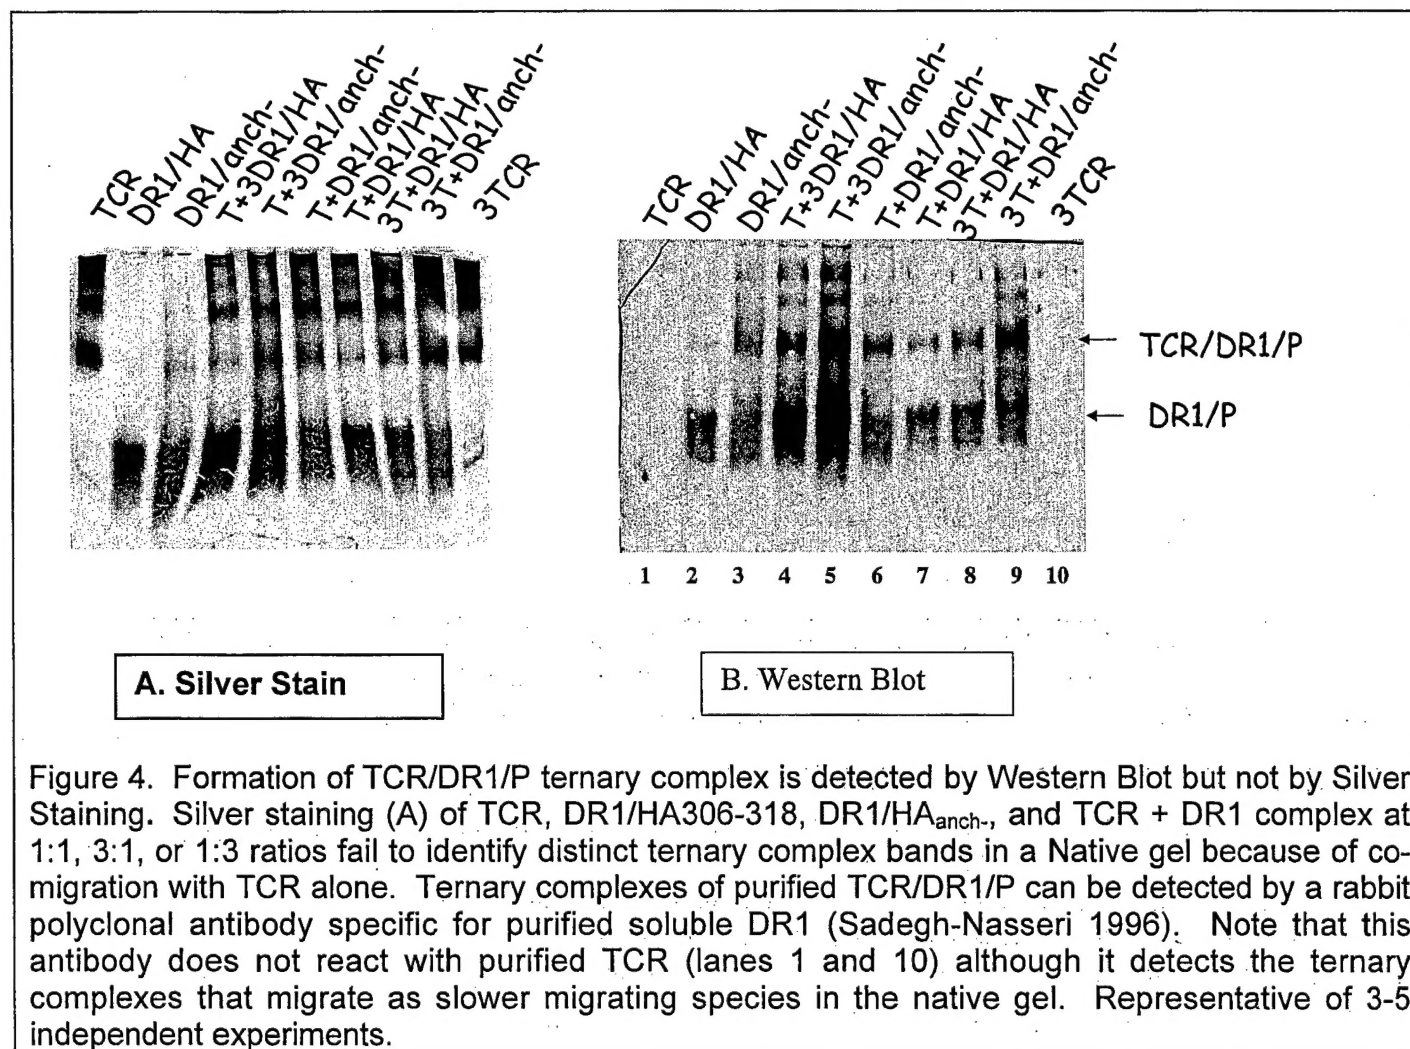 TCR
DR1/HA
DR1/anch-
T+3DR1/HA
T+3DR1/anch-
T+DR1/anch-
T+DR1/HA
3T+DR1/HA
3T+DR1/anch-
3TCR
TCR
DR1/HA
DR1/anch-
T+3DR1/HA
T+3DR1/anch-
T+DR1/anch-
T+DR1/HA
3T+DR1/HA
3T+DR1/anch-
3TCR
TCR/DR1/P
DR1/P
1 2 3 4 5 6 7 8 9 10
A. Silver Stain
B. Western Blot
Figure 4. Formation of TCR/DR1/P ternary complex is detected by Western Blot but not by Silver
Staining. Silver staining (A) of TCR, DR1/HA306-318, DR1/HAanch-, and TCR + DR1 complex at
1:1, 3:1, or 1:3 ratios fail to identify distinct ternary complex bands in a Native gel because of co-
migration with TCR alone. Ternary complexes of purified TCR/DR1/P can be detected by a rabbit
polyclonal antibody specific for purified soluble DR1 (Sadegh-Nasseri 1996). Note that this
antibody does not react with purified TCR (lanes 1 and 10) although it detects the ternary
complexes that migrate as slower migrating species in the native gel. Representative of 3-5
independent experiments.